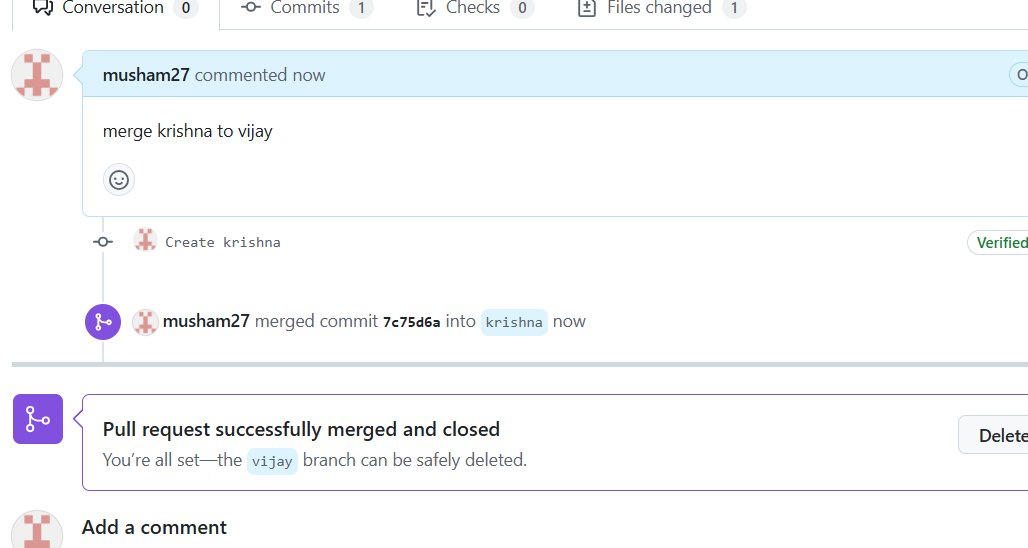 Conversation 0 Commits 1 Checks 0 Files changed 1
musham27 commented now
merge krishna to vijay
Create krishna
Verified
musham27 merged commit 7c75d6a into krishna now
Pull request successfully merged and closed
Delete
You're all set—the vijay branch can be safely deleted.
Add a comment